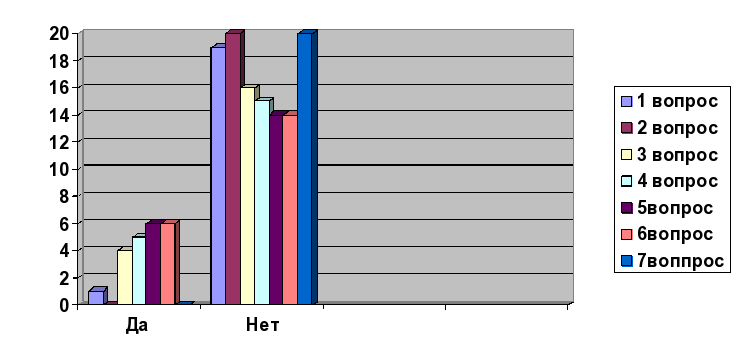 20
18
16
14
12
10
8
6
4
2
0
Да
Нет
1 вопрос
2 вопрос
3 вопрос
4 вопрос
5вопрос
6вопрос
7воппрос